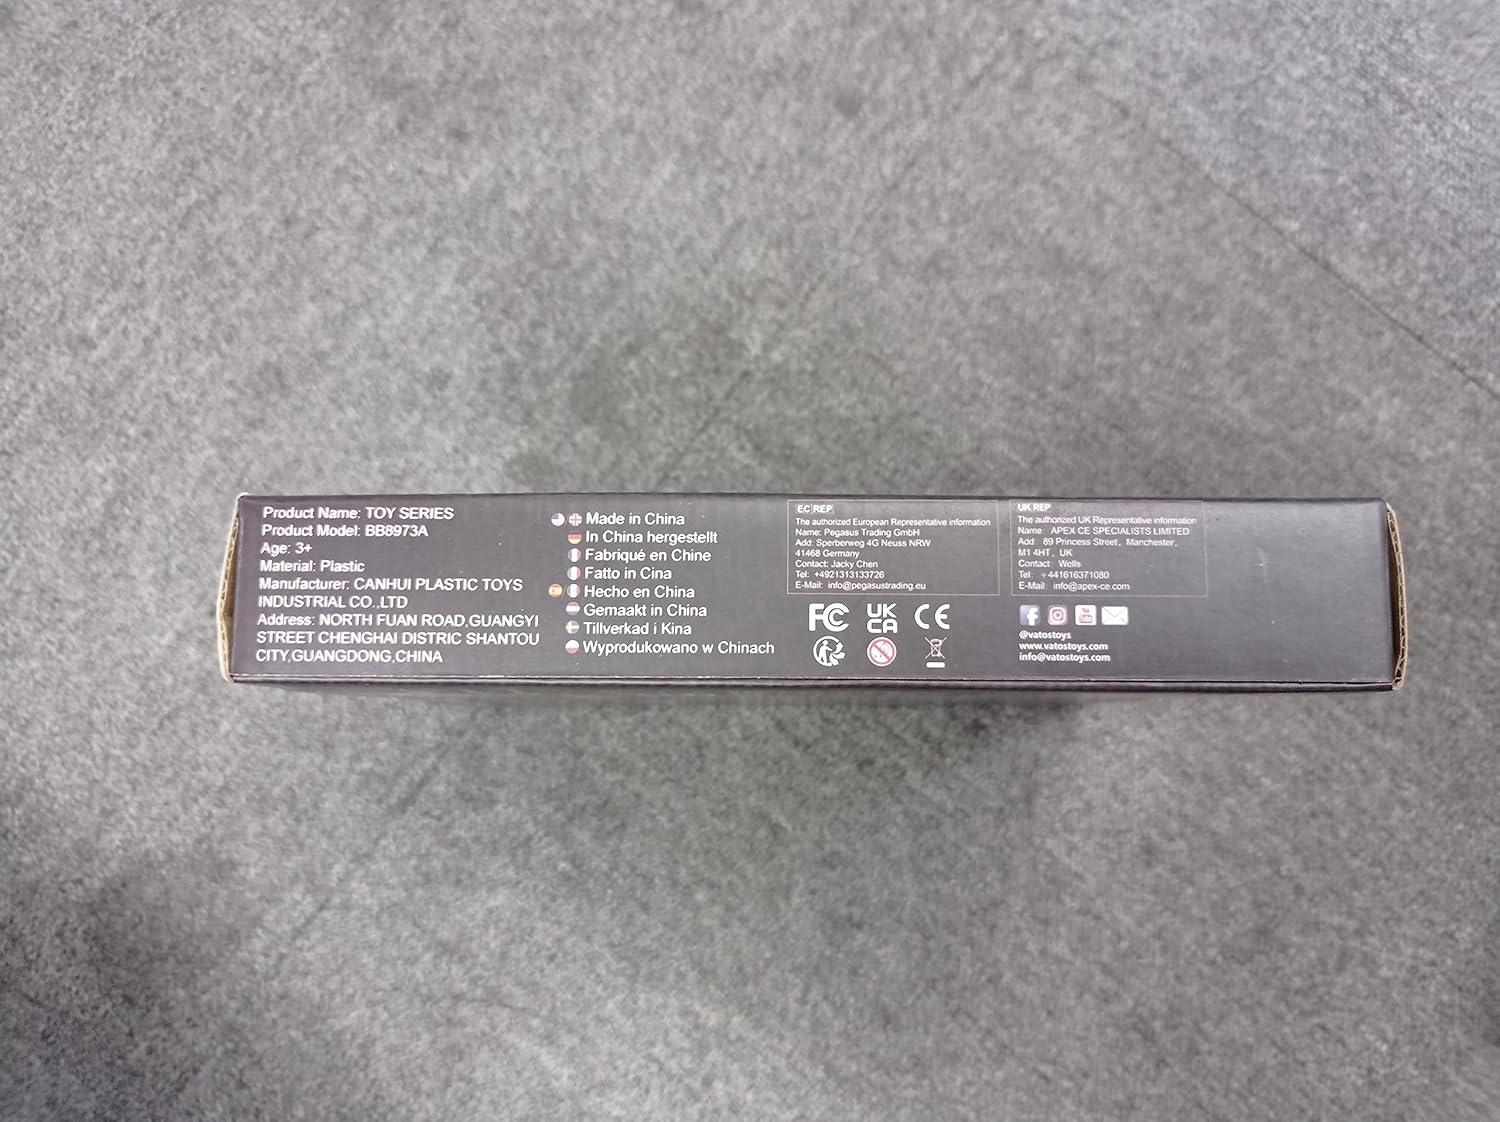 Product Name: TOY SERIES
Product Model: BB8973A
Age: 3+
Material: Plastic
Manufacturer: CANHUI PLASTIC TOYS
INDUSTRIAL CO.,LTD
Address: NORTH FUAN ROAD,GUANGYI
STREET CHENGHAI DISTRIC SHANTOU
CITY,GUANGDONG,CHINA
Made in China
In China hergestellt
Fabriqué en Chine
Fatto in Cina
Hecho en China
Gemaakt in China
Tillverkad i Kina
Wyprodukowano w Chinach
EC REP
The authorized European Representative information
Name: Pegasus Trading GmbH
Add: Sperberweg 4G Neuss NRW
41468 Germany
Contact: Jacky Chen
Tel: +4921313133726
E-Mail: info@pegasustrading.eu
FC UK CA CE
UK REP
The authorized UK Representative information
Name: APEX CE SPECIALISTS LIMITED
Add: 89 Princess Street, Manchester,
M1 4HT, UK
Contact: Wells
Tel: +441616371080
E-Mail: info@apex-ce.com
@vatostoys
www.vatostoys.com
info@vatostoys.com